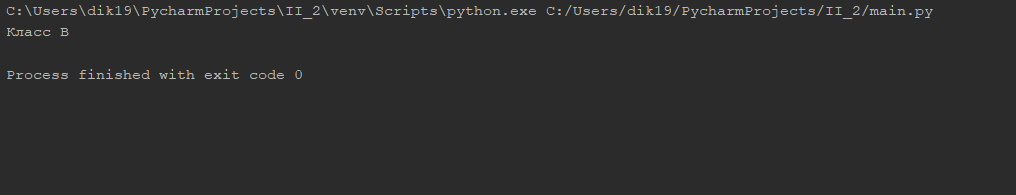 C:\Users\dik19\PycharmProjects\II_2\venv\Scripts\python.exe C:/Users/dik19/PycharmProjects/II_2/main.py
Класс B
Process finished with exit code 0